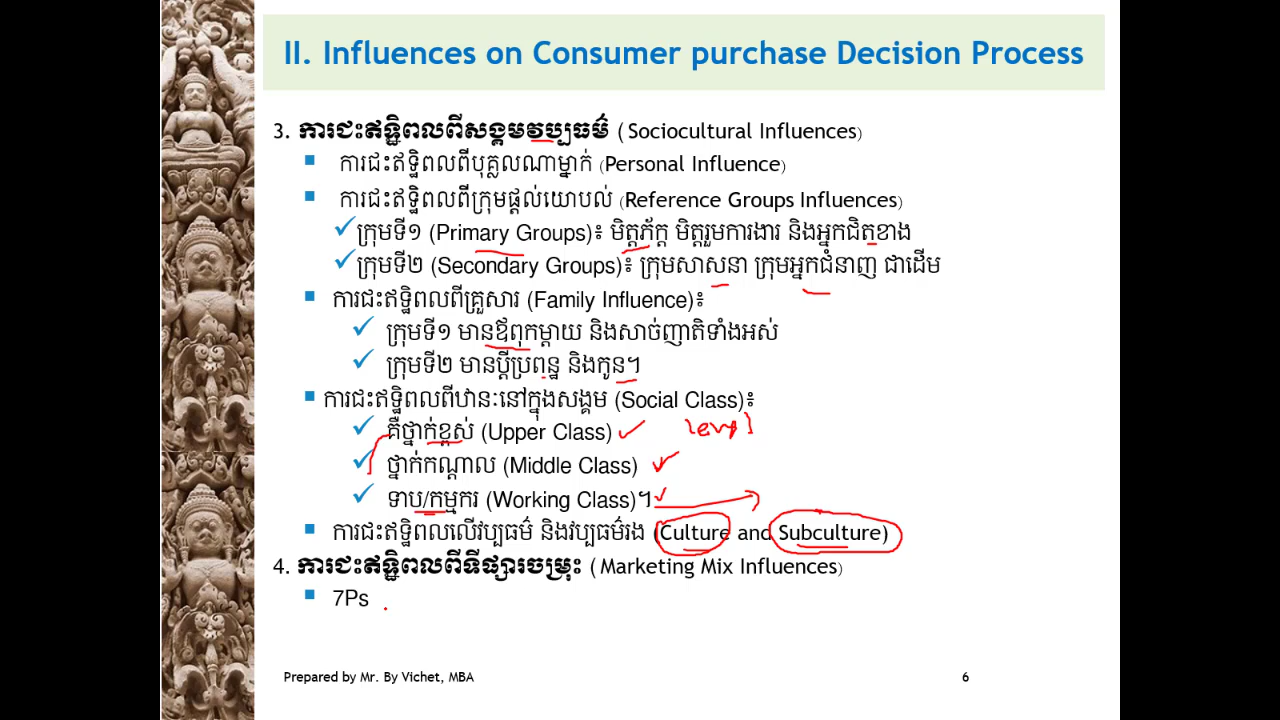 II. Influences on Consumer purchase Decision Process
3. ការជះឥទ្ធិពលពីសង្គមវប្បធម៌ (Sociocultural Influences)
▪ ការជះឥទ្ធិពលពីបុគ្គលណាម្នាក់ (Personal Influence)
▪ ការជះឥទ្ធិពលពីក្រុមផ្តល់យោបល់ (Reference Groups Influences)
✓ ក្រុមទី១ (Primary Groups)៖ មិត្តភ័ក្ត មិត្តរួមការងារ និងអ្នកជិតខាង
✓ ក្រុមទី២ (Secondary Groups)៖ ក្រុមសាសនា ក្រុមអ្នកជំនាញ ជាដើម
▪ ការជះឥទ្ធិពលពីគ្រួសារ (Family Influence)៖
✓ ក្រុមទី១ មានឪពុកម្តាយ និងសាច់ញាតិទាំងអស់
✓ ក្រុមទី២ មានប្តីប្រពន្ឋ និងកូន។
▪ ការជះឥទ្ធិពលពីឋានៈនៅក្នុងសង្គម (Social Class)៖
✓ គឺថ្នាក់ខ្ពស់ (Upper Class)
✓ ថ្នាក់កណ្តាល (Middle Class)
✓ ទាប/កម្មករ (Working Class)។
▪ ការជះឥទ្ធិពលលើវប្បធម៌ និងវប្បធម៌រង (Culture and Subculture)
4. ការជះឥទ្ធិពលពីទីផ្សារចម្រុះ (Marketing Mix Influences)
▪ 7Ps
Prepared by Mr. By Vichet, MBA 6